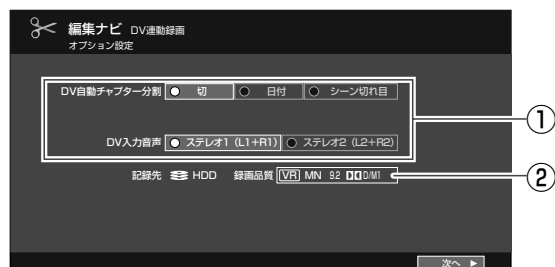 編集ナビ DV連動録画
オプション設定
DV自動チャプター分割 切 日付 シーン切れ目
①
DV入力音声 ステレオ1（L1+R1） ステレオ2（L2+R2）
記録先 HDD 録画品質 VR MN 9.2 D/M1
②
次へ